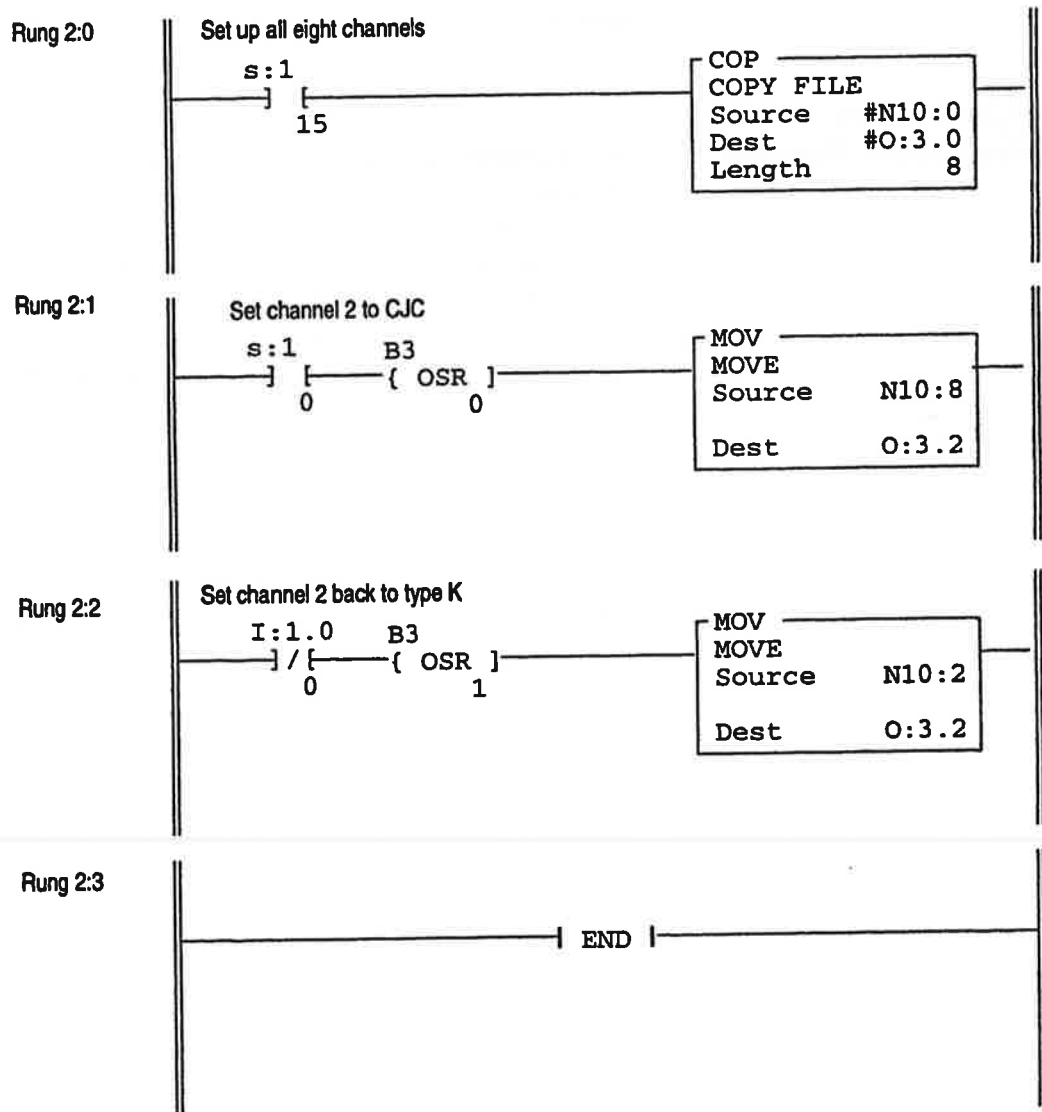 Rung 2:0
Set up all eight channels
s:1
] [
15
COP
COPY FILE
Source #N10:0
Dest #O:3.0
Length 8
Rung 2:1
Set channel 2 to CJC
s:1 B3
] [ { OSR ]
0 0
MOV
MOVE
Source N10:8
Dest O:3.2
Rung 2:2
Set channel 2 back to type K
I:1.0 B3
]/[ { OSR ]
0 1
MOV
MOVE
Source N10:2
Dest O:3.2
Rung 2:3
END